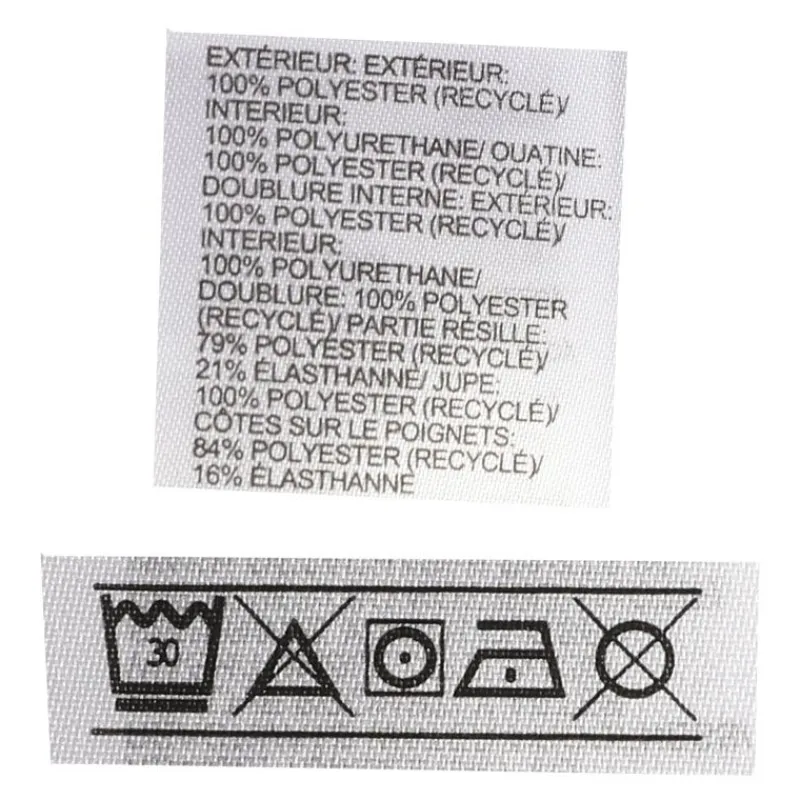 EXTÉRIEUR: EXTÉRIEUR:
100% POLYESTER (RECYCLÉ)/
INTERIEUR:
100% POLYURETHANE/ OUATINE:
100% POLYESTER (RECYCLÉ)/
DOUBLURE INTERNE: EXTÉRIEUR:
100% POLYESTER (RECYCLÉ)/
INTERIEUR:
100% POLYURETHANE/
DOUBLURE: 100% POLYESTER
(RECYCLÉ)/ PARTIE RÉSILLE:
79% POLYESTER (RECYCLÉ)/
21% ÉLASTHANNE/ JUPE:
100% POLYESTER (RECYCLÉ)/
CÔTES SUR LE POIGNETS:
84% POLYESTER (RECYCLÉ)/
16% ÉLASTHANNE
30